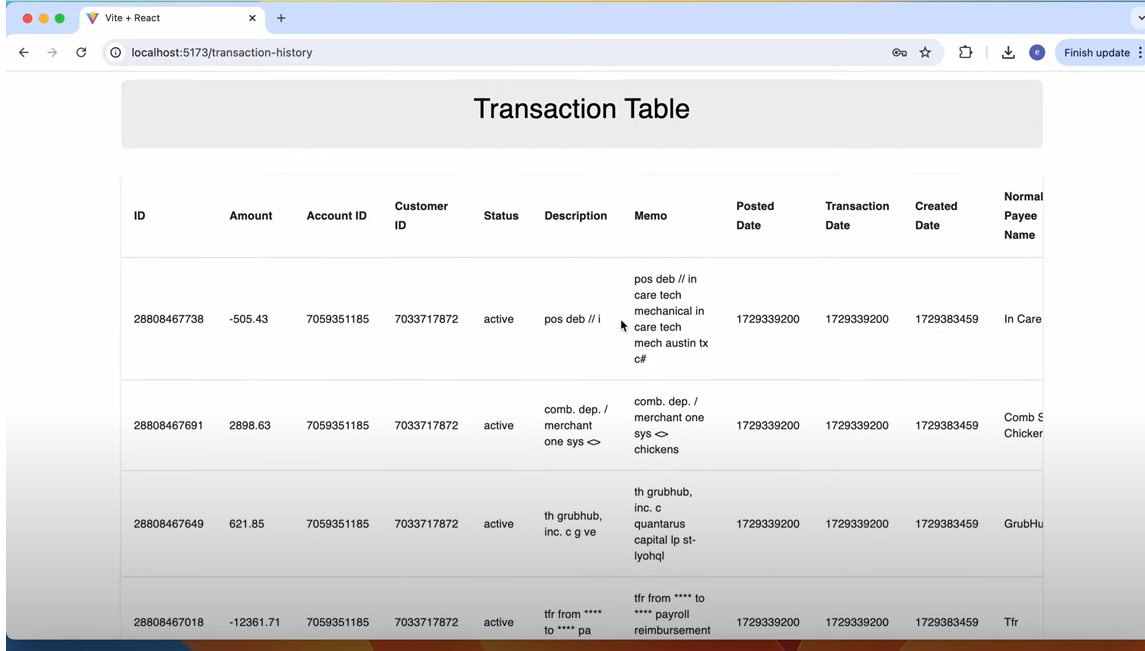 Vite + React
localhost:5173/transaction-history
e
Finish update
Transaction Table
ID Amount Account ID Customer ID Status Description Memo Posted Date Transaction Date Created Date Normal Payee Name
28808467738 -505.43 7059351185 7033717872 active pos deb // i pos deb // in care tech mechanical in care tech mech austin tx c# 1729339200 1729339200 1729383459 In Care
28808467691 2898.63 7059351185 7033717872 active comb. dep. / merchant one sys <> comb. dep. / merchant one sys <> chickens 1729339200 1729339200 1729383459 Comb S Chicken
28808467649 621.85 7059351185 7033717872 active th grubhub, inc. c g ve th grubhub, inc. c quantarus capital lp st-lyohql 1729339200 1729339200 1729383459 GrubHu
28808467018 -12361.71 7059351185 7033717872 active tfr from **** to **** pa tfr from **** to **** payroll reimbursement 1729339200 1729339200 1729383459 Tfr